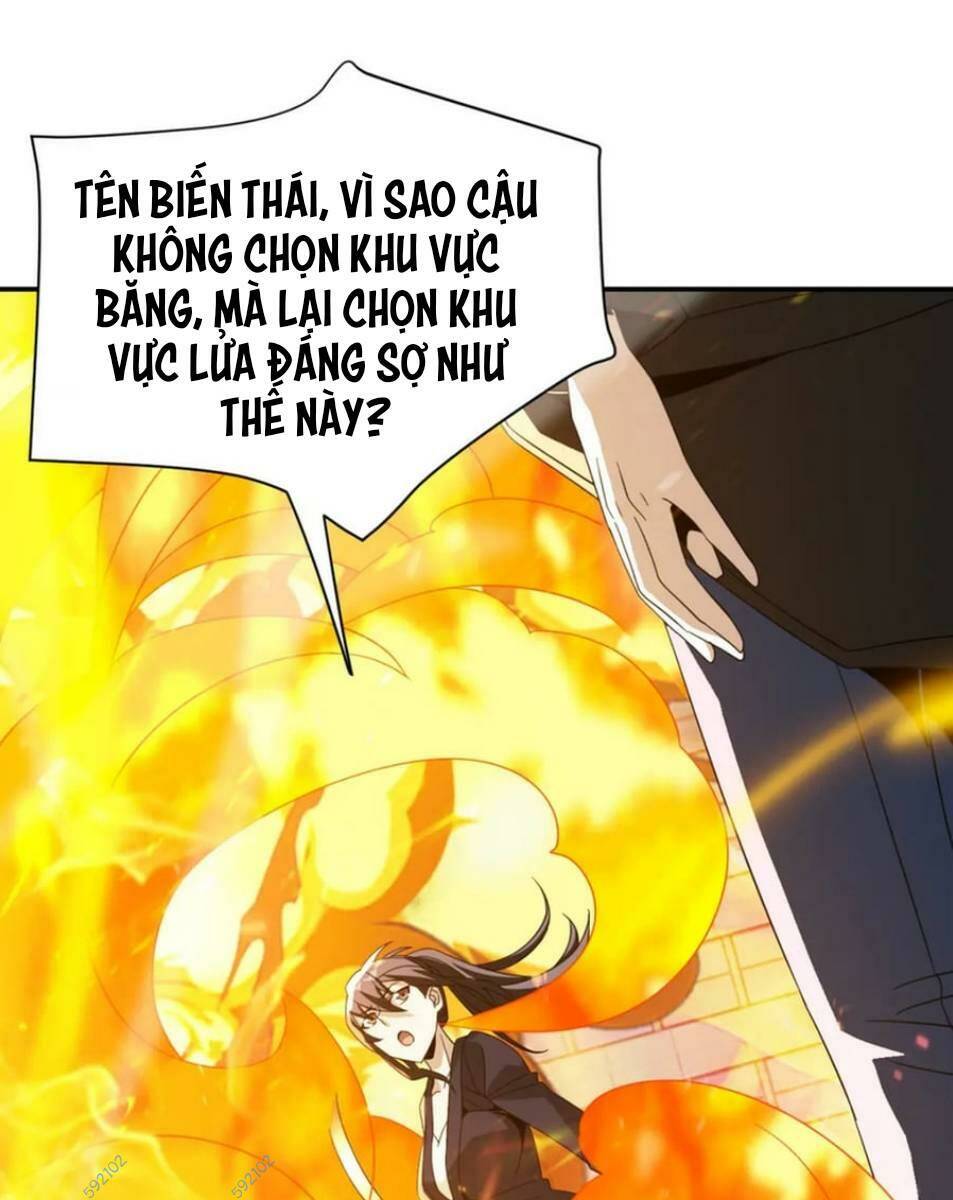 TÊN BIẾN THÁI, VÌ SAO CẬU
KHÔNG CHỌN KHU VỰC
BĂNG, MÀ LẠI CHỌN KHU
VỰC LỬA ĐÁNG SỢ NHƯ
THẾ NÀY?
592102
592102